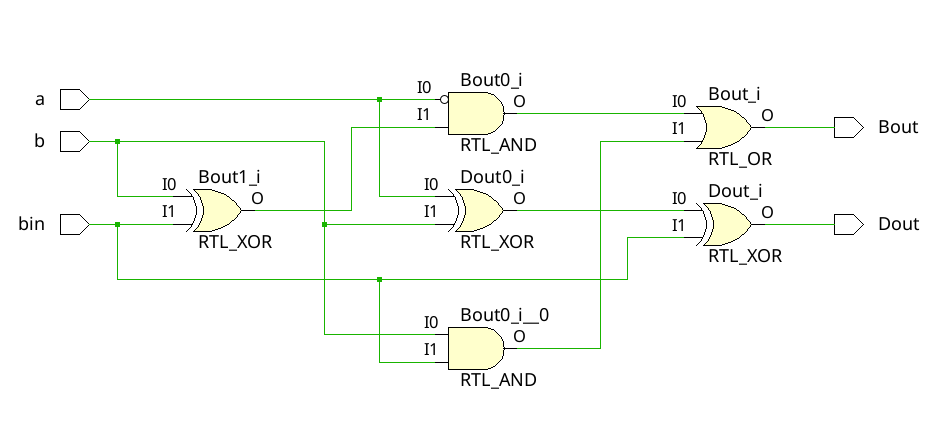 a
b
bin
Bout1_i
I0
I1
O
RTL_XOR
Bout0_i
I0
I1
O
RTL_AND
Dout0_i
I0
I1
O
RTL_XOR
Bout0_i__0
I0
I1
O
RTL_AND
Bout_i
I0
I1
O
RTL_OR
Dout_i
I0
I1
O
RTL_XOR
Bout
Dout